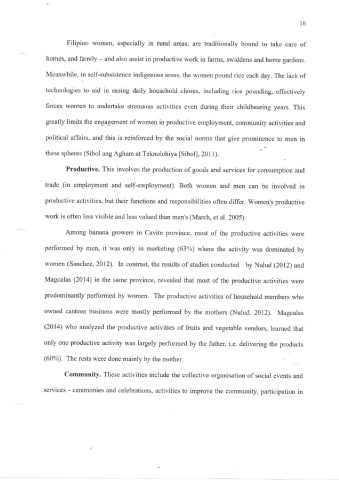 16
Filipino women, especially in rural areas, are traditionally bound to take care of
homes, and family – and also assist in productive work in farms, swiddens and home gardens.
Meanwhile, in self-subsistence indigenous areas, the women pound rice each day. The lack of
technologies to aid in easing daily household chores, including rice pounding, effectively
forces women to undertake strenuous activities even during their childbearing years. This
greatly limits the engagement of women in productive employment, community activities and
political affairs, and this is reinforced by the social norms that give prominence to men in
these spheres (Sibol ang Agham at Teknolohiya [Sibol], 2011).
Productive. This involves the production of goods and services for consumption and
trade (in employment and self-employment). Both women and men can be involved in
productive activities, but their functions and responsibilities often differ. Women's productive
work is often less visible and less valued than men's (March, et al. 2005).
Among banana growers in Cavite province, most of the productive activities were
performed by men, it was only in marketing (63%) where the activity was dominated by
women (Sanchez, 2012). In contrast, the results of studies conducted by Nulud (2012) and
Magcalas (2014) in the same province, revealed that most of the productive activities were
predominantly performed by women. The productive activities of household members who
owned canteen business were mostly performed by the mothers (Nulud, 2012). Magcalas
(2014) who analyzed the productive activities of fruits and vegetable vendors, learned that
only one productive activity was largely performed by the father, i.e. delivering the products
(60%). The rests were done mainly by the mother.
Community. These activities include the collective organisation of social events and
services - ceremonies and celebrations, activities to improve the community, participation in